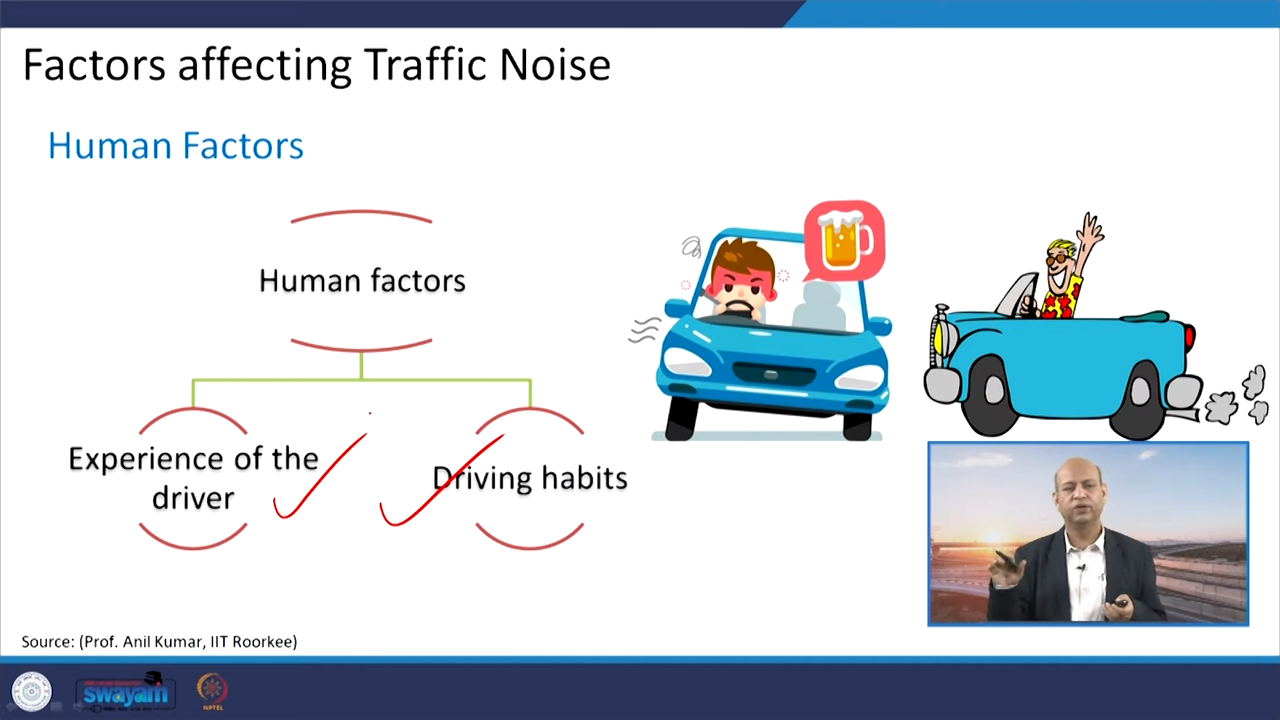 Factors affecting Traffic Noise
Human Factors
Human factors
Experience of the
driver
Driving habits
Source: (Prof. Anil Kumar, IIT Roorkee)
swayam
NPTEL